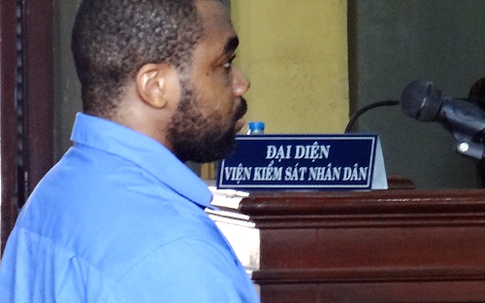 ĐẠI DIỆN
VIỆN KIỂM SÁT NHÂN DÂN